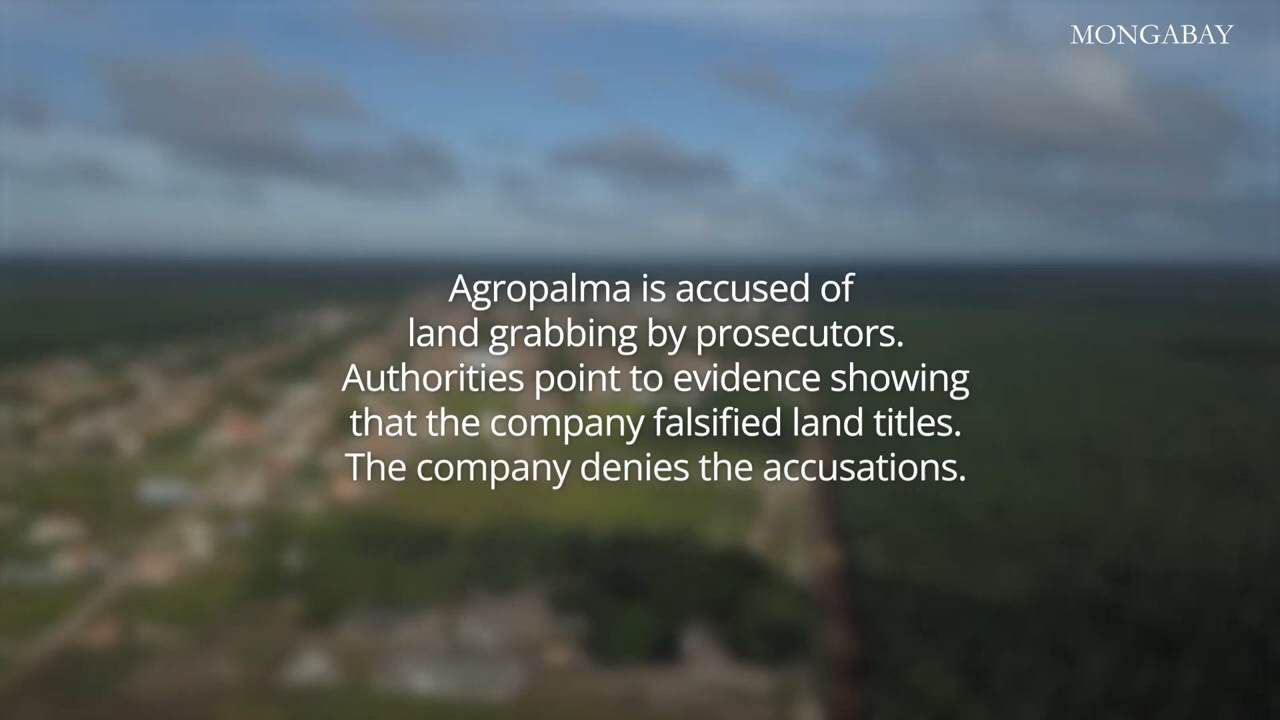 MONGABAY
Agropalma is accused of
land grabbing by prosecutors.
Authorities point to evidence showing
that the company falsified land titles.
The company denies the accusations.